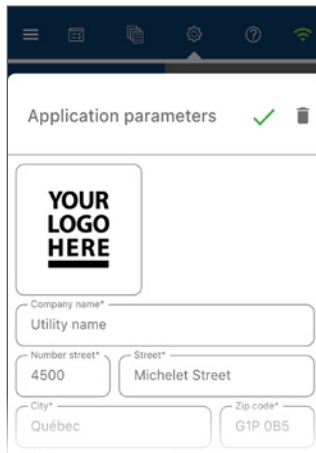 Application parameters
YOUR
LOGO
HERE
Company name*
Utility name
Number street* Street*
4500 Michelet Street
City* Zip code*
Québec G1P 0B5